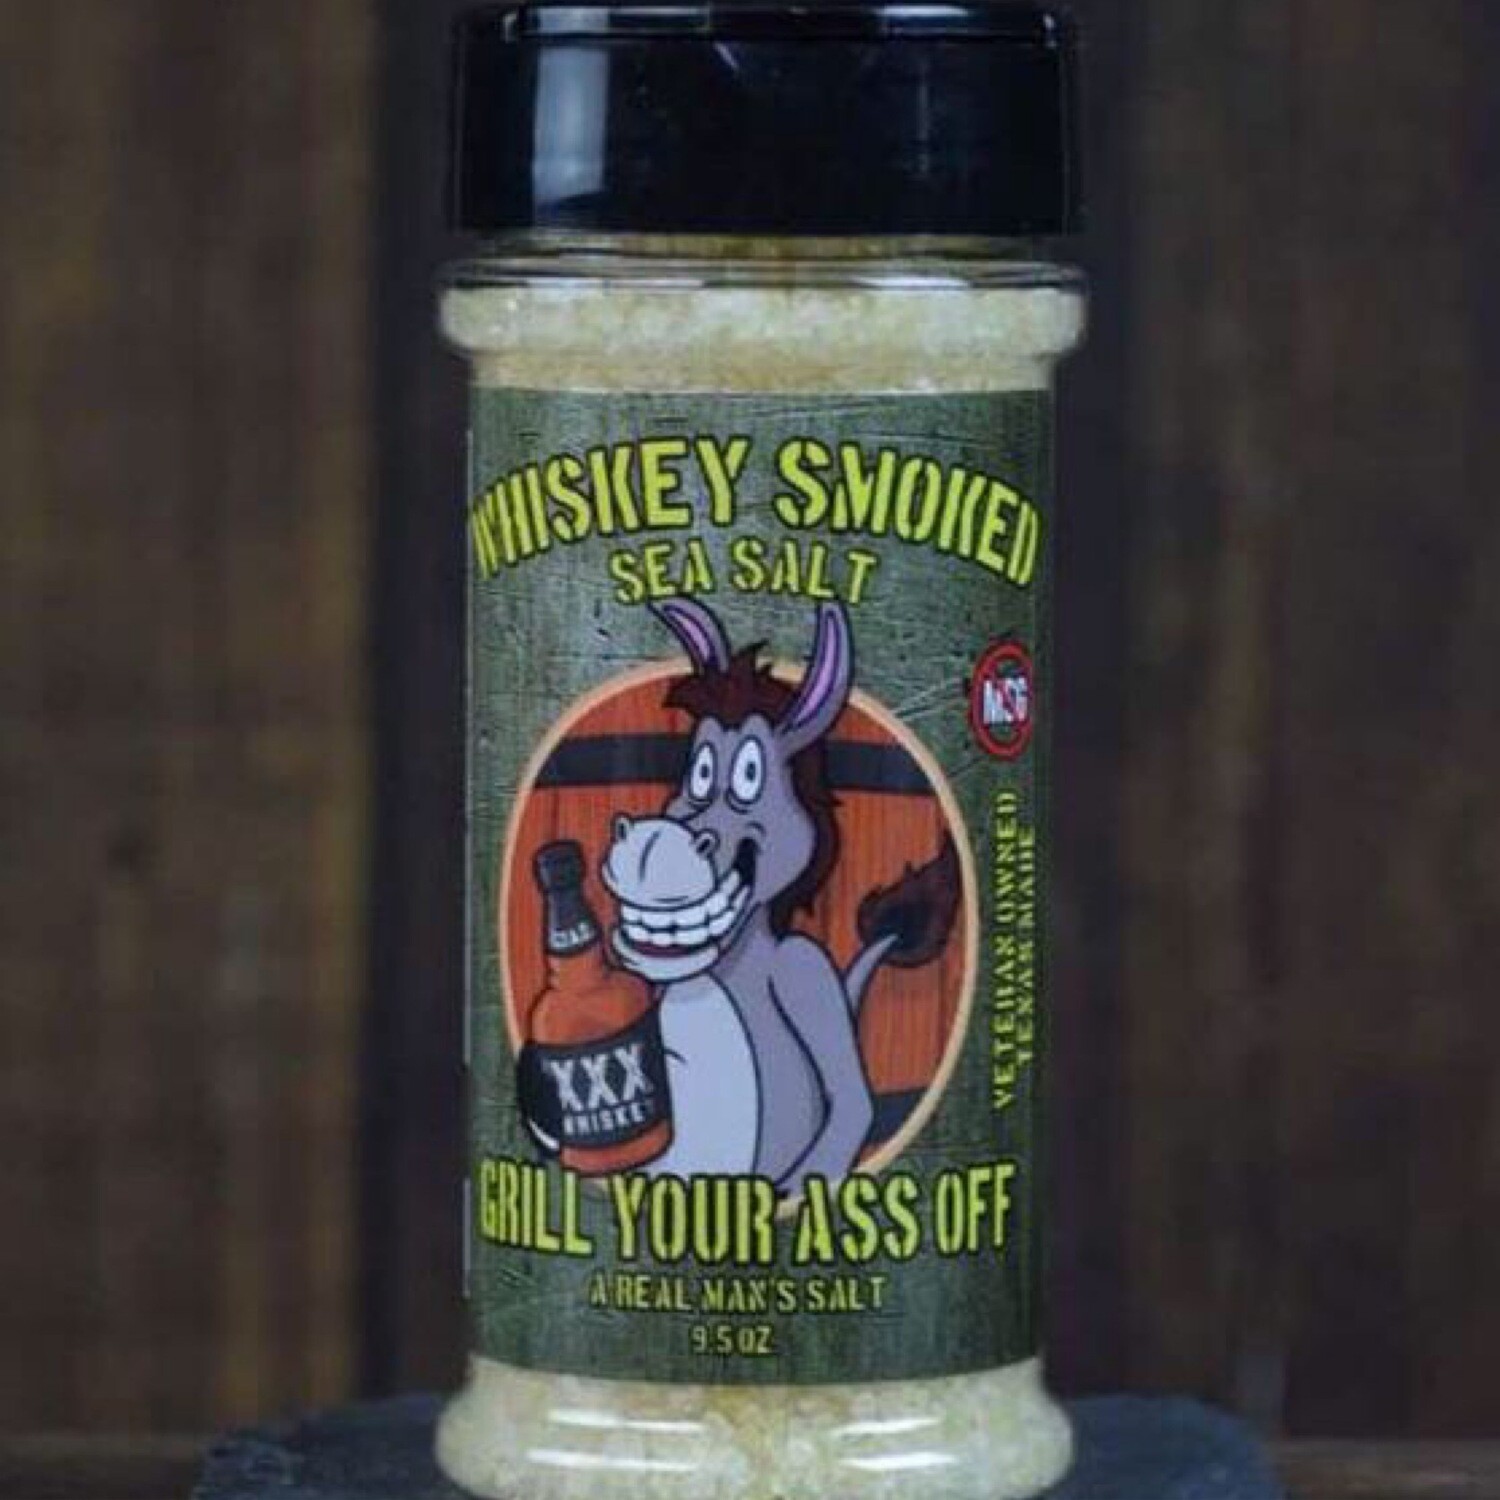 WHISKEY SMOKED
SEA SALT
MSG
VETERAN OWNED
TEXAS MADE
XXX
WHISKEY
GRILL YOUR ASS OFF
A REAL MAN'S SALT
9.5 OZ